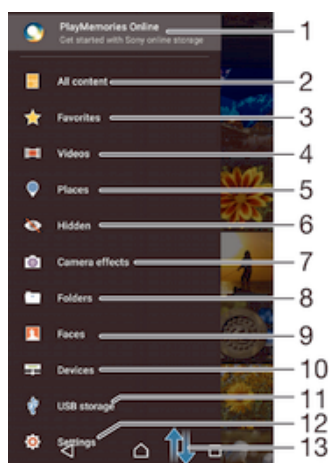 PlayMemories Online
Get started with Sony online storage
1
All content
2
Favorites
3
Videos
4
Places
5
Hidden
6
Camera effects
7
Folders
8
Faces
9
Devices
10
USB storage
11
Settings
12
13